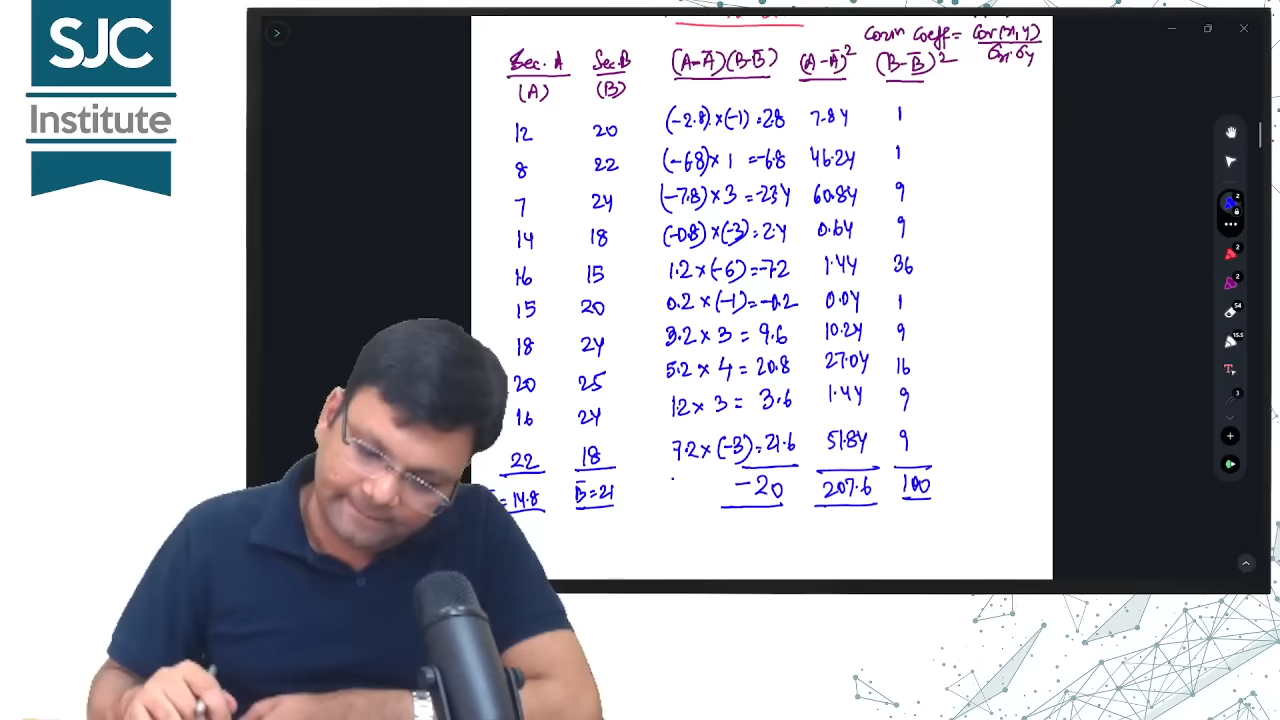 SJC
Institute
Corrn Coeff = Cov(x,y)
σx.σy
Sec. A Sec. B (A-A̅)(B-B̅) (A-A̅)² (B-B̅)²
(A) (B)
12 20 (-2.8)×(-1)=2.8 7.84 1
8 22 (-6.8)×1=-6.8 46.24 1
7 24 (-7.8)×3=-23.4 60.84 9
14 18 (-0.8)×(-3)=2.4 0.64 9
16 15 1.2×(-6)=-7.2 1.44 36
15 20 0.2×(-1)=-0.2 0.04 1
18 24 3.2×3=9.6 10.24 9
20 25 5.2×4=20.8 27.04 16
16 24 1.2×3=3.6 1.44 9
22 18 7.2×(-3)=21.6 51.84 9
=14.8 B̅=21 -20 207.6 100